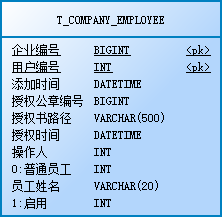 T_COMPANY_EMPLOYEE
企业编号 BIGINT <pk>
用户编号 INT <pk>
添加时间 DATETIME
授权公章编号 BIGINT
授权书路径 VARCHAR(500)
授权时间 DATETIME
操作人 INT
0:普通员工 INT
员工姓名 VARCHAR(20)
1:启用 INT